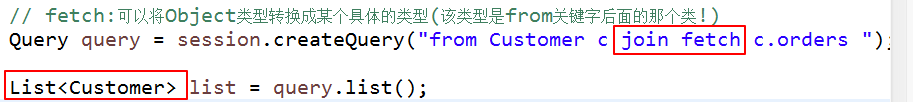 // fetch:可以将Object类型转换成某个具体的类型(该类型是from关键字后面的那个类!)
Query query = session.createQuery("from Customer c join fetch c.orders ");
List<Customer> list = query.list();